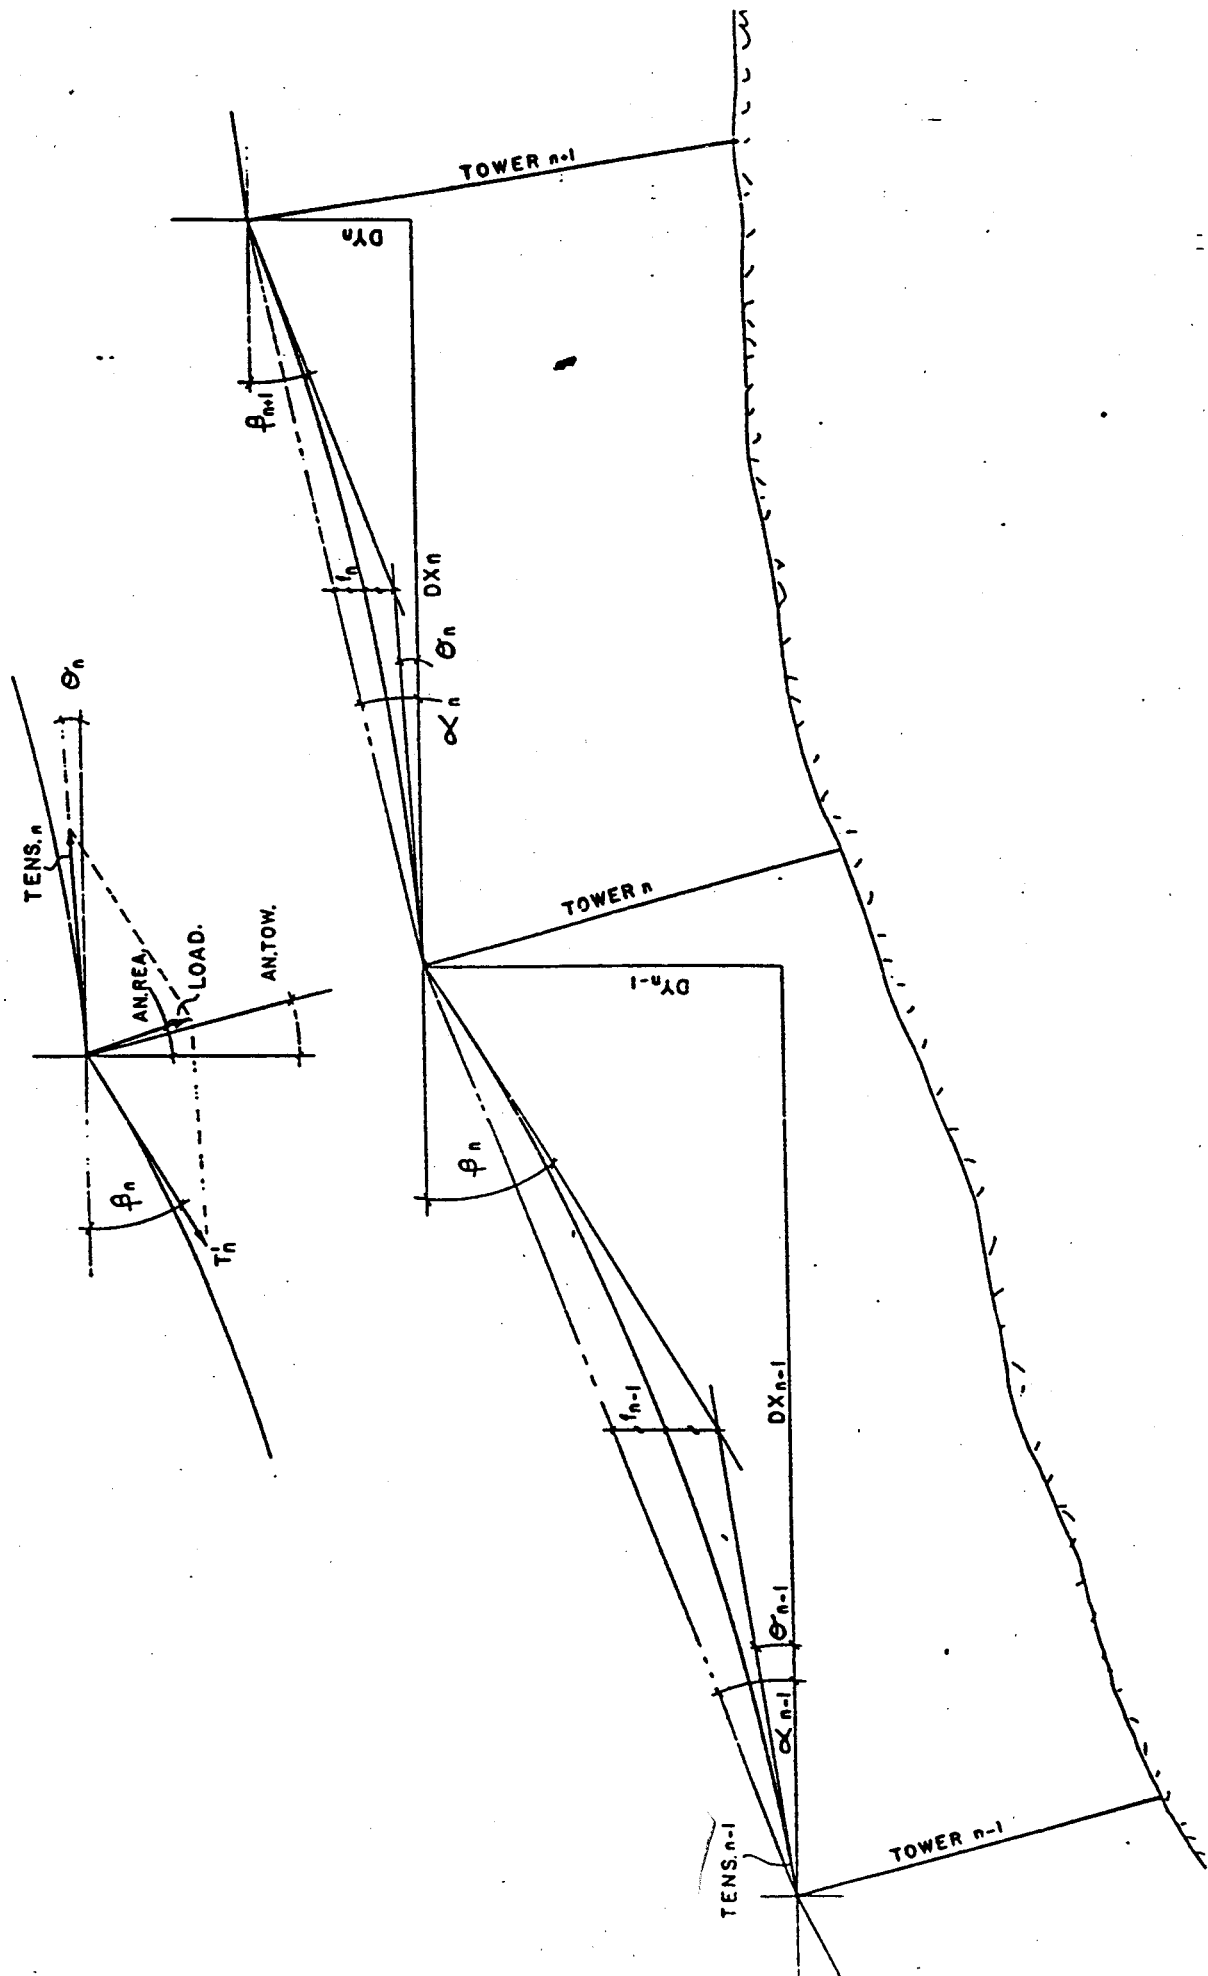 TENS.n
θn
AN.REA.
LOAD.
AN.TOW.
βn
T'n
TOWER n+1
DYn
βn+1
fn
DXn
θn
αn
TOWER n
DYn-1
βn
fn-1
DXn-1
θn-1
αn-1
TENS.n-1
TOWER n-1